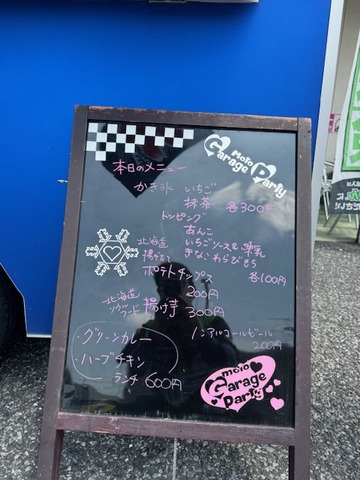 Moto Garage Party
本日のメニュー
かき氷 いちご
抹茶 各300円
トッピング
あんこ
いちごソース&練乳
きなこわらびもち
各100円
北海道
揚げたて
ポテトチップス
200円
北海道
揚げ芋 300円
・グリーンカレー
・ハーブチキン
ランチ 600円
ノンアルコールビール
200円
Moto Garage Party